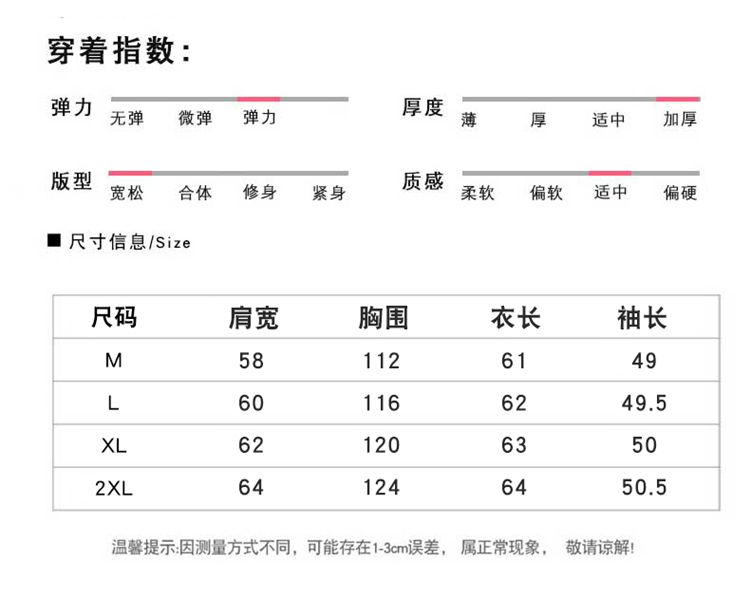 穿着指数：
弹力 无弹 微弹 弹力
厚度 薄 厚 适中 加厚
版型 宽松 合体 修身 紧身
质感 柔软 偏软 适中 偏硬
■ 尺寸信息/Size
尺码 肩宽 胸围 衣长 袖长
M 58 112 61 49
L 60 116 62 49.5
XL 62 120 63 50
2XL 64 124 64 50.5
温馨提示:因测量方式不同，可能存在1-3cm误差， 属正常现象， 敬请谅解!